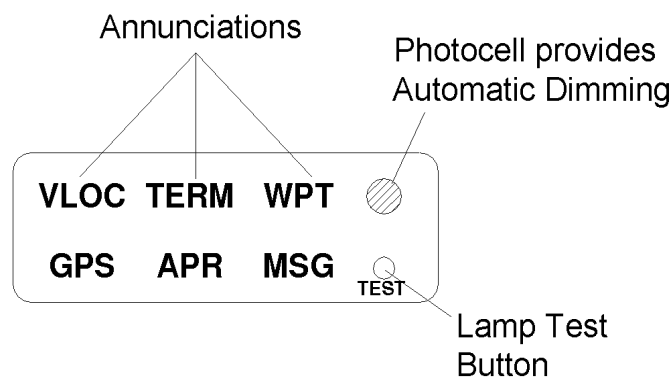 Annunciations
Photocell provides
Automatic Dimming
VLOC TERM WPT
GPS APR MSG
TEST
Lamp Test
Button